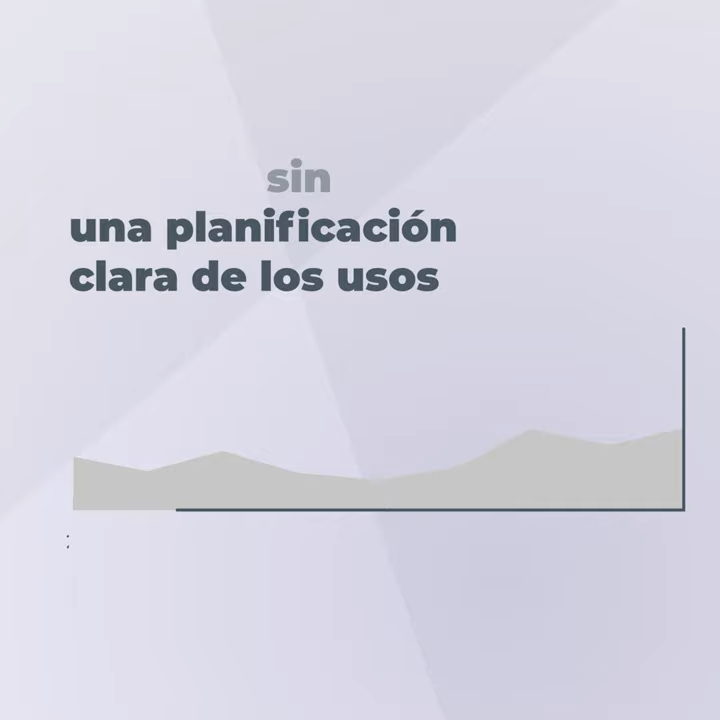 sin
una planificación
clara de los usos